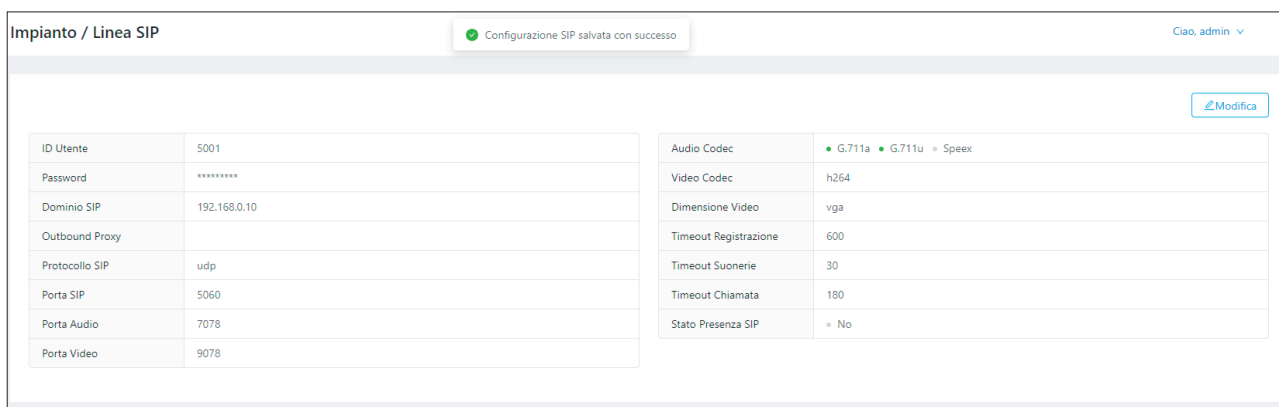 Impianto / Linea SIP
Configurazione SIP salvata con successo
Ciao, admin
Modifica
ID Utente 5001
Password *********
Dominio SIP 192.168.0.10
Outbound Proxy
Protocollo SIP udp
Porta SIP 5060
Porta Audio 7078
Porta Video 9078
Audio Codec G.711a G.711u Speex
Video Codec h264
Dimensione Video vga
Timeout Registrazione 600
Timeout Suonerie 30
Timeout Chiamata 180
Stato Presenza SIP No